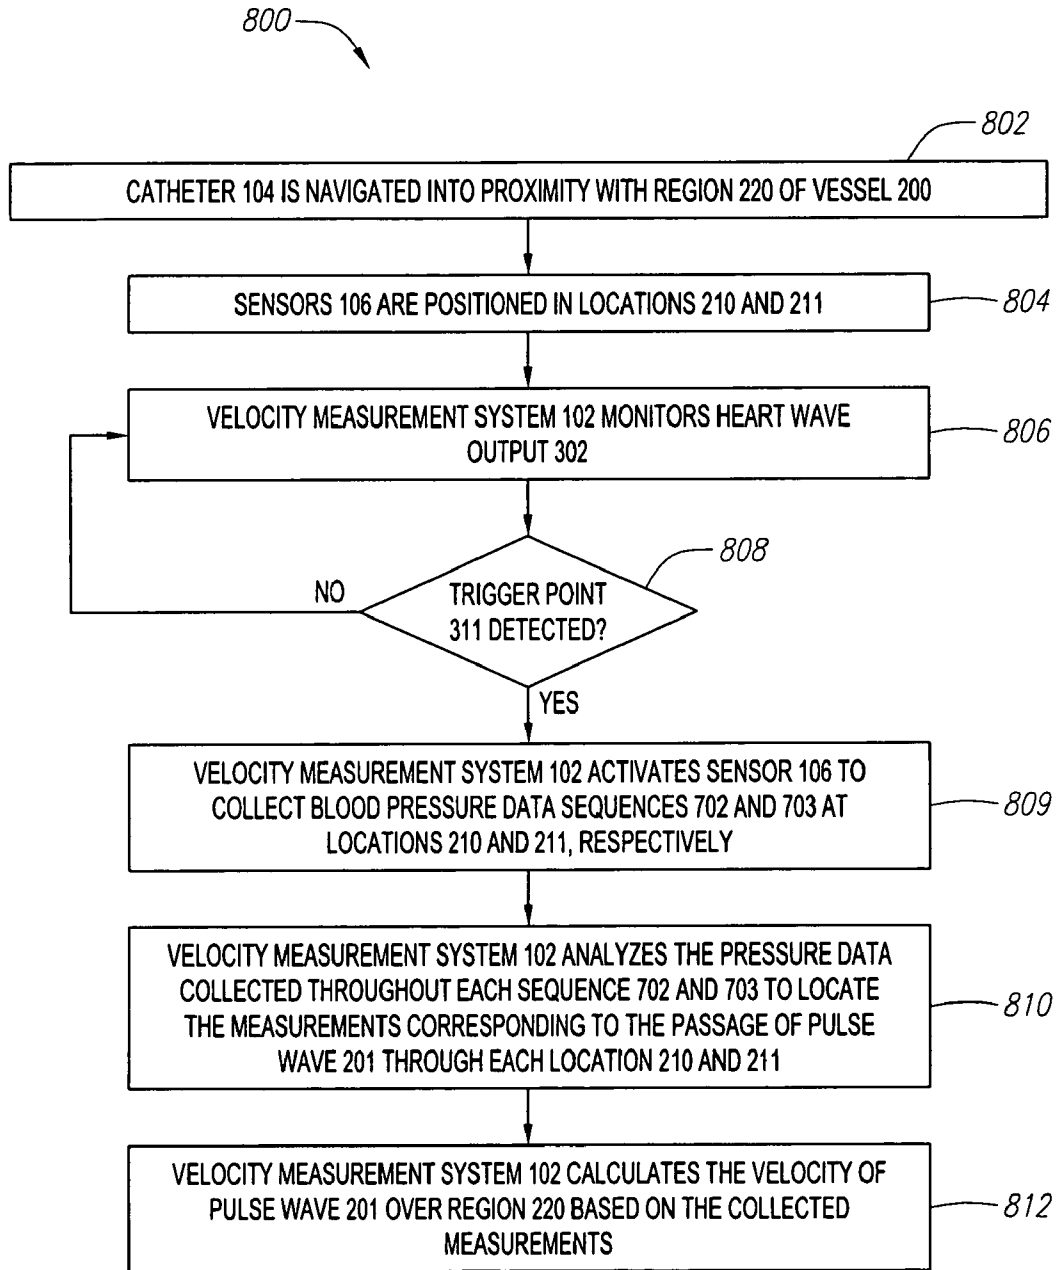 800
802
CATHETER 104 IS NAVIGATED INTO PROXIMITY WITH REGION 220 OF VESSEL 200
SENSORS 106 ARE POSITIONED IN LOCATIONS 210 AND 211
804
VELOCITY MEASUREMENT SYSTEM 102 MONITORS HEART WAVE
OUTPUT 302
806
808
NO
TRIGGER POINT
311 DETECTED?
YES
VELOCITY MEASUREMENT SYSTEM 102 ACTIVATES SENSOR 106 TO
COLLECT BLOOD PRESSURE DATA SEQUENCES 702 AND 703 AT
LOCATIONS 210 AND 211, RESPECTIVELY
809
VELOCITY MEASUREMENT SYSTEM 102 ANALYZES THE PRESSURE DATA
COLLECTED THROUGHOUT EACH SEQUENCE 702 AND 703 TO LOCATE
THE MEASUREMENTS CORRESPONDING TO THE PASSAGE OF PULSE
WAVE 201 THROUGH EACH LOCATION 210 AND 211
810
VELOCITY MEASUREMENT SYSTEM 102 CALCULATES THE VELOCITY OF
PULSE WAVE 201 OVER REGION 220 BASED ON THE COLLECTED
MEASUREMENTS
812